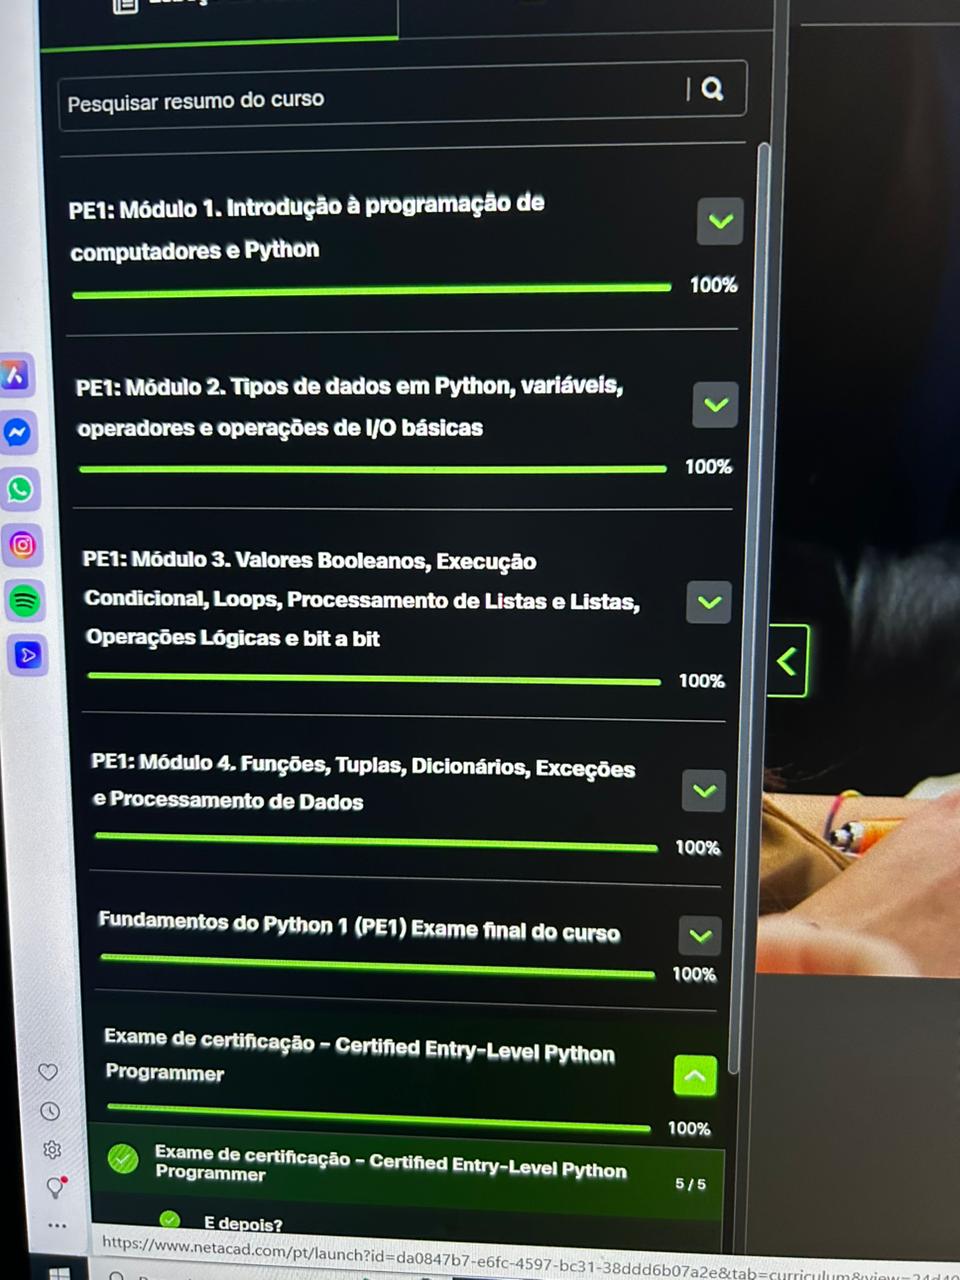 Pesquisar resumo do curso
PE1: Módulo 1. Introdução à programação de
computadores e Python
100%
PE1: Módulo 2. Tipos de dados em Python, variáveis,
operadores e operações de I/O básicas
100%
PE1: Módulo 3. Valores Booleanos, Execução
Condicional, Loops, Processamento de Listas e Listas,
Operações Lógicas e bit a bit
100%
PE1: Módulo 4. Funções, Tuplas, Dicionários, Exceções
e Processamento de Dados
100%
Fundamentos do Python 1 (PE1) Exame final do curso
100%
Exame de certificação – Certified Entry-Level Python
Programmer
100%
Exame de certificação – Certified Entry-Level Python
Programmer
5 / 5
E depois?
https://www.netacad.com/pt/launch?id=da0847b7-e6fc-4597-bc31-38ddd6b07a2e&tab=curriculum&view=